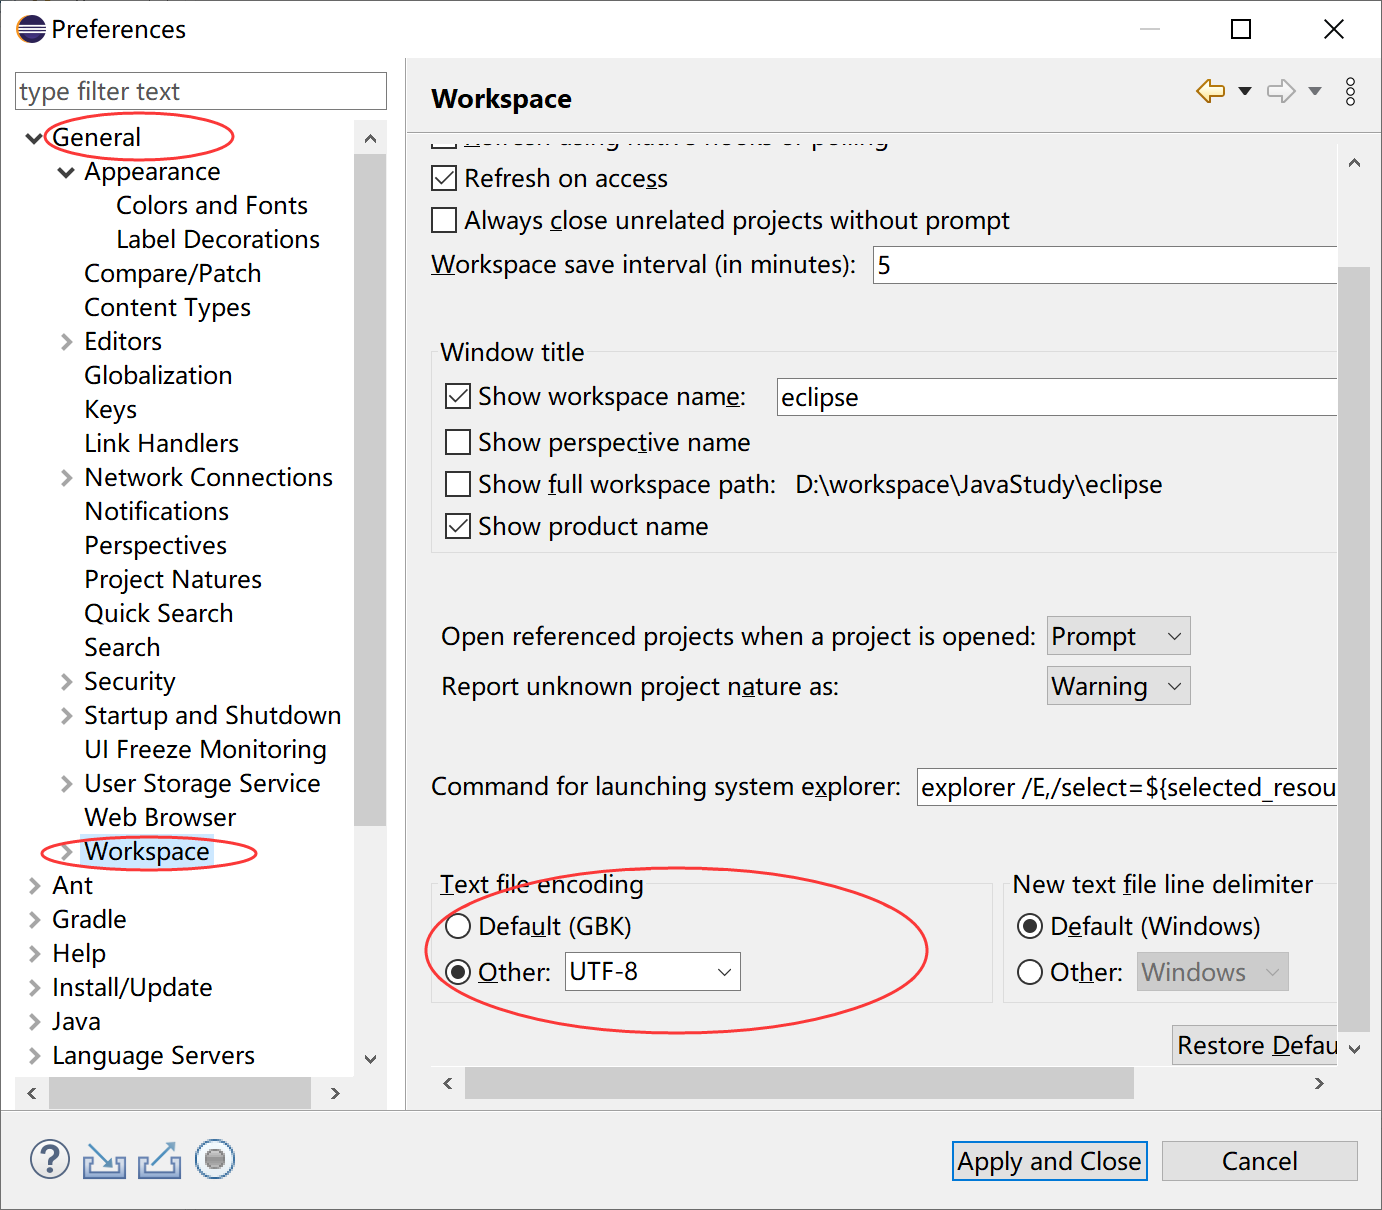 Preferences
type filter text
General
Appearance
Colors and Fonts
Label Decorations
Compare/Patch
Content Types
Editors
Globalization
Keys
Link Handlers
Network Connections
Notifications
Perspectives
Project Natures
Quick Search
Search
Security
Startup and Shutdown
UI Freeze Monitoring
User Storage Service
Web Browser
Workspace
Ant
Gradle
Help
Install/Update
Java
Language Servers
Workspace
Refresh using native hooks or polling
Refresh on access
Always close unrelated projects without prompt
Workspace save interval (in minutes): 5
Window title
Show workspace name: eclipse
Show perspective name
Show full workspace path: D:\workspace\JavaStudy\eclipse
Show product name
Open referenced projects when a project is opened: Prompt
Report unknown project nature as: Warning
Command for launching system explorer: explorer /E,/select=${selected_resou
Text file encoding
Default (GBK)
Other: UTF-8
New text file line delimiter
Default (Windows)
Other: Windows
Restore Defau
Apply and Close
Cancel